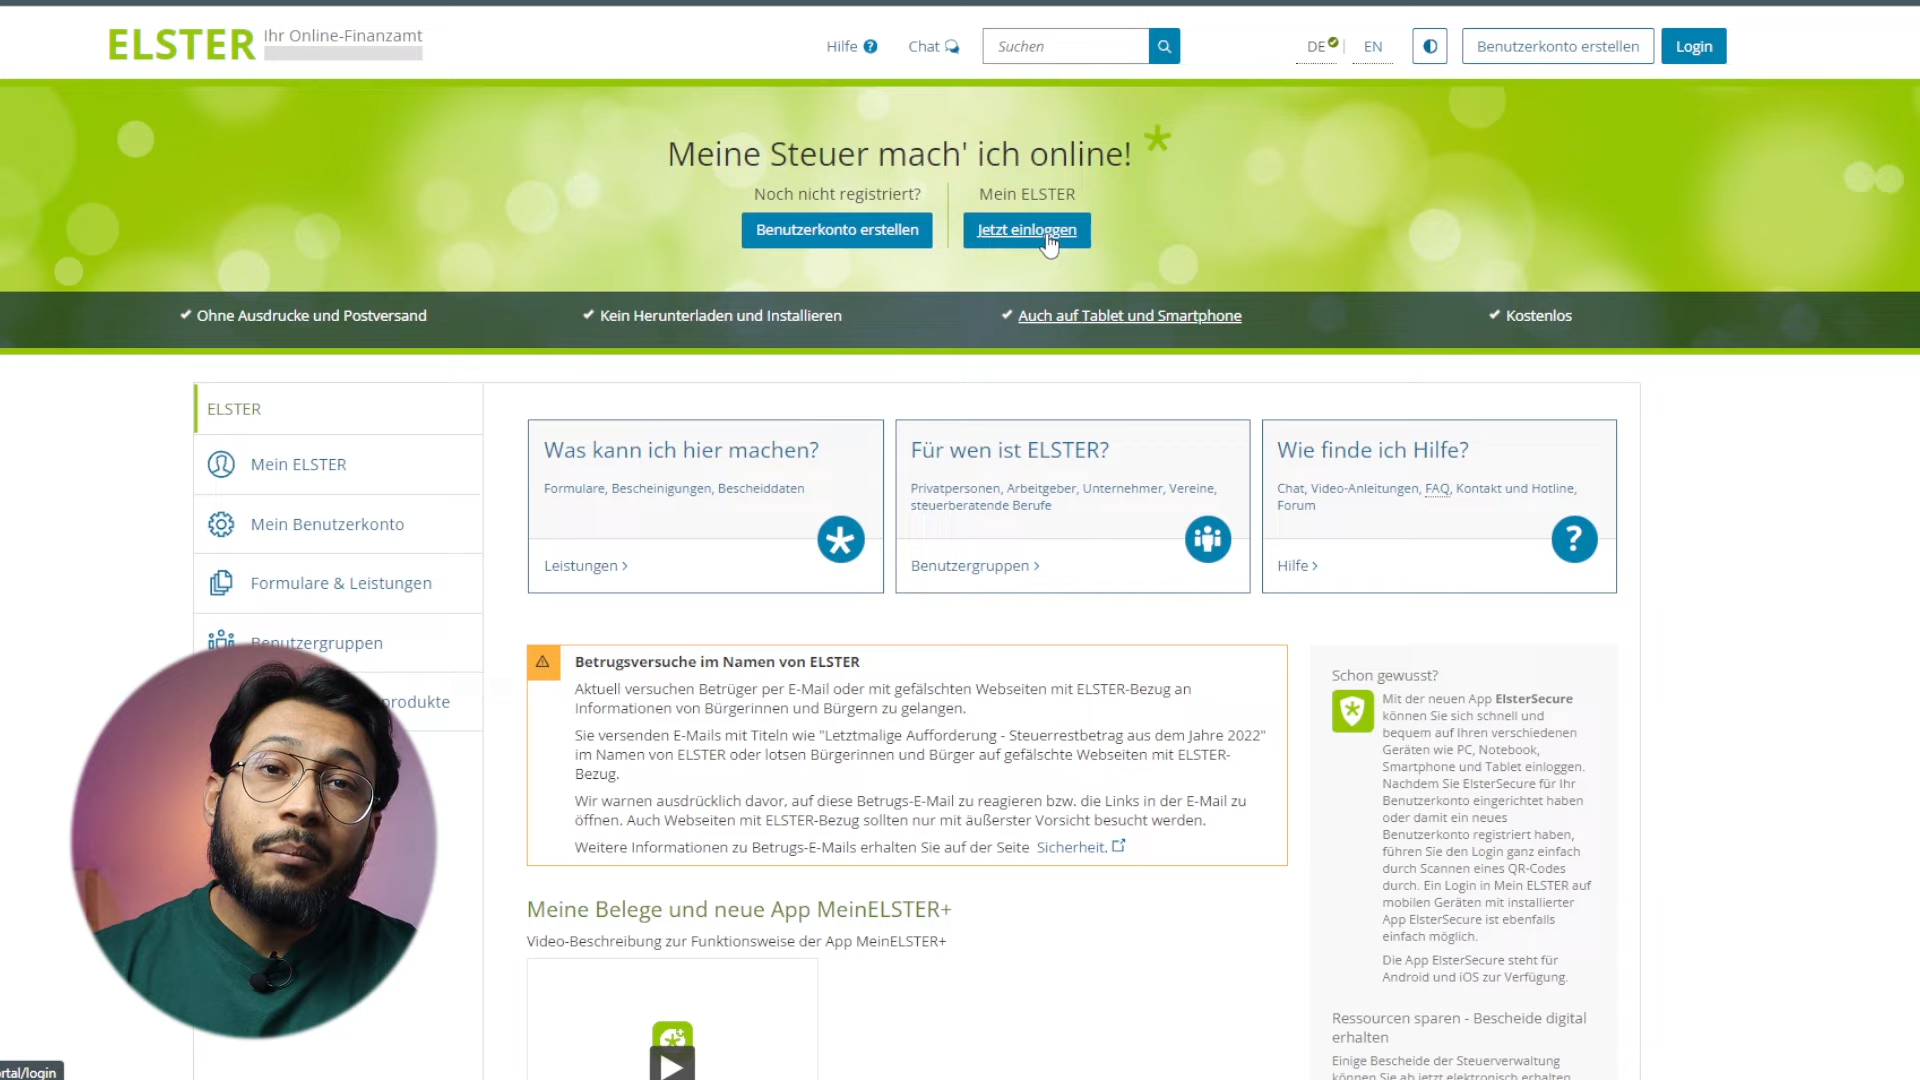 ELSTER Ihr Online-Finanzamt
Hilfe ?
Chat
Suchen
DE
EN
Benutzerkonto erstellen
Login
Meine Steuer mach' ich online!
Noch nicht registriert?
Benutzerkonto erstellen
Mein ELSTER
Jetzt einloggen
Ohne Ausdrucke und Postversand
Kein Herunterladen und Installieren
Auch auf Tablet und Smartphone
Kostenlos
ELSTER
Mein ELSTER
Mein Benutzerkonto
Formulare & Leistungen
Benutzergruppen
produkte
Was kann ich hier machen?
Formulare, Bescheinigungen, Bescheiddaten
Leistungen >
Für wen ist ELSTER?
Privatpersonen, Arbeitgeber, Unternehmer, Vereine,
steuerberatende Berufe
Benutzergruppen >
Wie finde ich Hilfe?
Chat, Video-Anleitungen, FAQ, Kontakt und Hotline,
Forum
?
Hilfe >
Betrugsversuche im Namen von ELSTER
Aktuell versuchen Betrüger per E-Mail oder mit gefälschten Webseiten mit ELSTER-Bezug an
Informationen von Bürgerinnen und Bürgern zu gelangen.
Sie versenden E-Mails mit Titeln wie "Letztmalige Aufforderung - Steuerrestbetrag aus dem Jahre 2022"
im Namen von ELSTER oder lotsen Bürgerinnen und Bürger auf gefälschte Webseiten mit ELSTER-
Bezug.
Wir warnen ausdrücklich davor, auf diese Betrugs-E-Mail zu reagieren bzw. die Links in der E-Mail zu
öffnen. Auch Webseiten mit ELSTER-Bezug sollten nur mit äußerster Vorsicht besucht werden.
Weitere Informationen zu Betrugs-E-Mails erhalten Sie auf der Seite Sicherheit.
Meine Belege und neue App MeinELSTER+
Video-Beschreibung zur Funktionsweise der App MeinELSTER+
Schon gewusst?
Mit der neuen App ElsterSecure
können Sie sich schnell und
bequem auf Ihren verschiedenen
Geräten wie PC, Notebook,
Smartphone und Tablet einloggen.
Nachdem Sie ElsterSecure für Ihr
Benutzerkonto eingerichtet haben
oder damit ein neues
Benutzerkonto registriert haben,
führen Sie den Login ganz einfach
durch Scannen eines QR-Codes
durch. Ein Login in Mein ELSTER auf
mobilen Geräten mit installierter
App ElsterSecure ist ebenfalls
einfach möglich.
Die App ElsterSecure steht für
Android und iOS zur Verfügung.
Ressourcen sparen - Bescheide digital
erhalten
Einige Bescheide der Steuerverwaltung
können Sie ab jetzt elektronisch erhalten
rtal/login